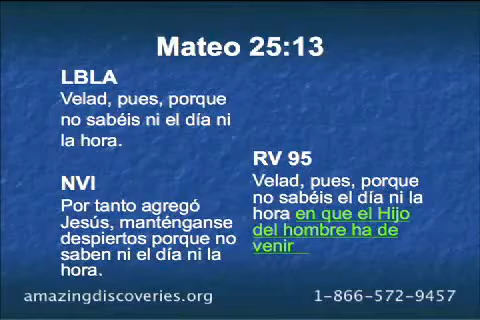 Mateo 25:13
LBLA
Velad, pues, porque
no sabéis ni el día ni
la hora.
NVI
Por tanto agregó
Jesús, manténganse
despiertos porque no
saben ni el día ni la
hora.
RV 95
Velad, pues, porque
no sabéis el día ni la
hora en que el Hijo
del hombre ha de
venir
amazingdiscoveries.org
1-866-572-9457